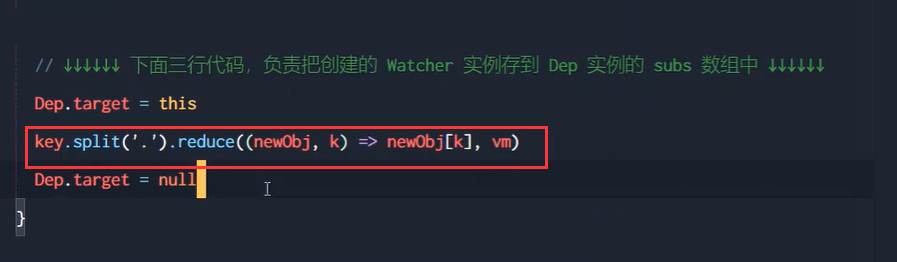 // ↓↓↓↓↓↓ 下面三行代码，负责把创建的 Watcher 实例存到 Dep 实例的 subs 数组中 ↓↓↓↓↓↓
Dep.target = this
key.split('.').reduce((newObj, k) => newObj[k], vm)
Dep.target = null
}